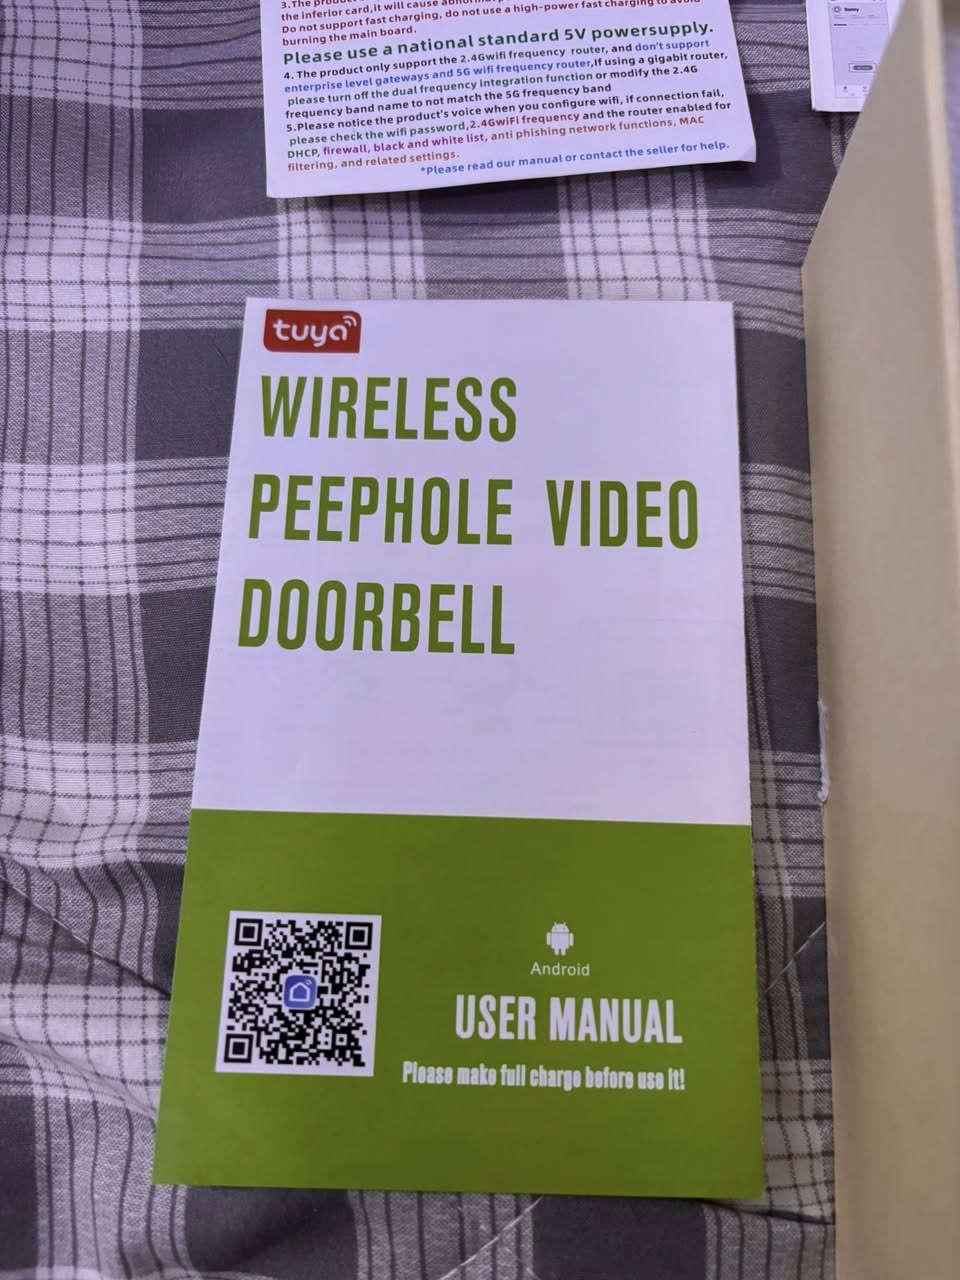 3.The
the inferior card,it will cause
Do not support fast charging, do not use a high-power fast charging to avoid
burning the main board.
Please use a national standard 5V powersupply.
4. The product only support the 2.4Gwifi frequency router, and don't support
enterprise level gateways and 5G wifi frequency router,If using a gigabit router,
please turn off the dual frequency integration function or modify the 2.4G
frequency band name to not match the 5G frequency band
5.Please notice the product's voice when you configure wifi, if connection fail,
please check the wifi password,2.4GWiFi frequency and the router enabled for
DHCP, firewall, black and white list, anti phishing network functions, MAC
filtering, and related settings.
*Please read our manual or contact the seller for help.
tuya
WIRELESS
PEEPHOLE VIDEO
DOORBELL
Android
USER MANUAL
Please make full charge before use it!